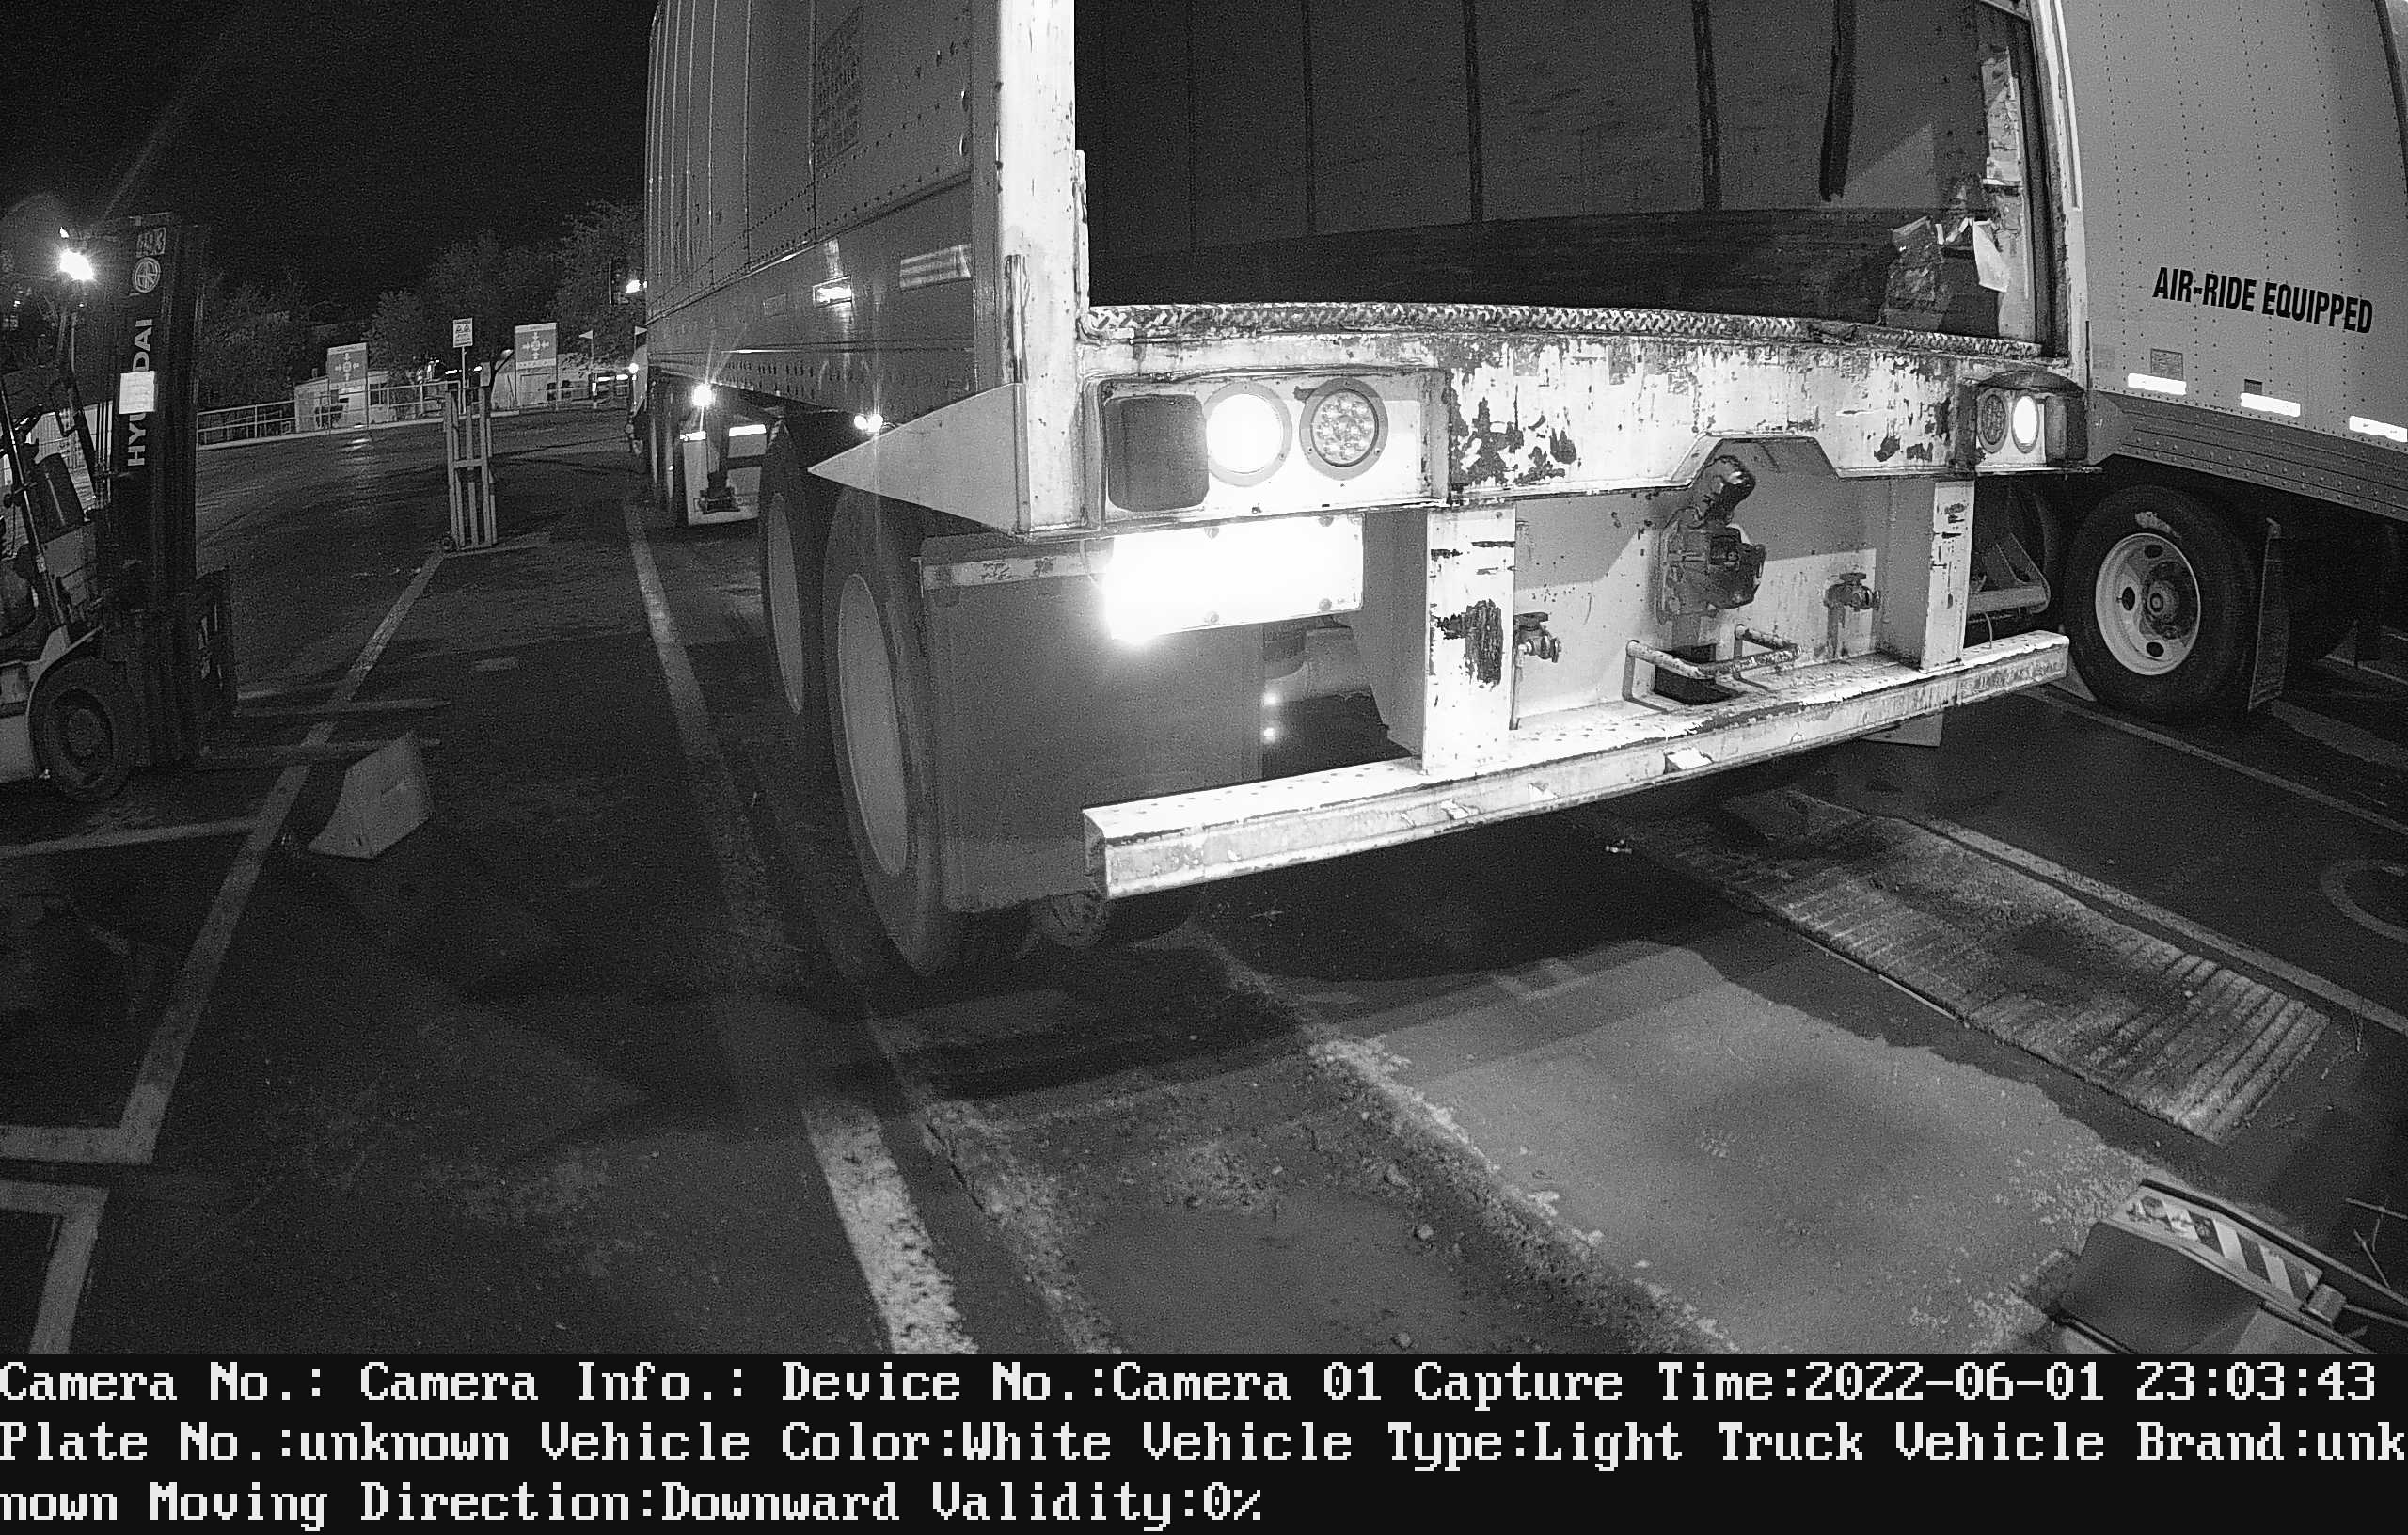 693
HYUNDAI
AIR-RIDE EQUIPPED
Camera No.: Camera Info.: Device No.:Camera 01 Capture Time:2022-06-01 23:03:43
Plate No.:unknown Vehicle Color:White Vehicle Type:Light Truck Vehicle Brand:unk
nown Moving Direction:Downward Validity:0%